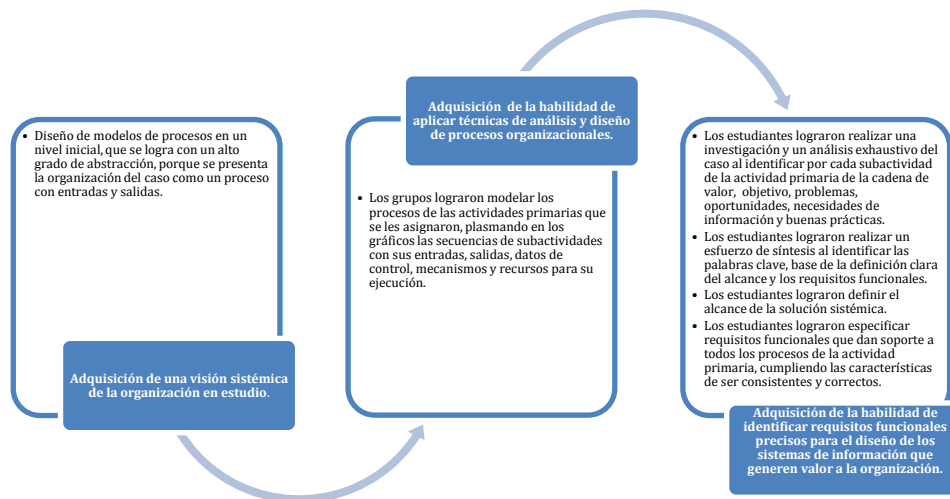 • Diseño de modelos de procesos en un
nivel inicial, que se logra con un alto
grado de abstracción, porque se presenta
la organización del caso como un proceso
con entradas y salidas.
Adquisición de una visión sistémica
de la organización en estudio.
Adquisición de la habilidad de
aplicar técnicas de análisis y diseño
de procesos organizacionales.
• Los grupos lograron modelar los
procesos de las actividades primarias que
se les asignaron, plasmando en los
gráficos las secuencias de subactividades
con sus entradas, salidas, datos de
control, mecanismos y recursos para su
ejecución.
• Los estudiantes lograron realizar una
investigación y un análisis exhaustivo del
caso al identificar por cada subactividad
de la actividad primaria de la cadena de
valor, objetivo, problemas,
oportunidades, necesidades de
información y buenas prácticas.
• Los estudiantes lograron realizar un
esfuerzo de síntesis al identificar las
palabras clave, base de la definición clara
del alcance y los requisitos funcionales.
• Los estudiantes lograron definir el
alcance de la solución sistémica.
• Los estudiantes lograron especificar
requisitos funcionales que dan soporte a
todos los procesos de la actividad
primaria, cumpliendo las características
de ser consistentes y correctos.
Adquisición de la habilidad de
identificar requisitos funcionales
precisos para el diseño de los
sistemas de información que
generen valor a la organización.